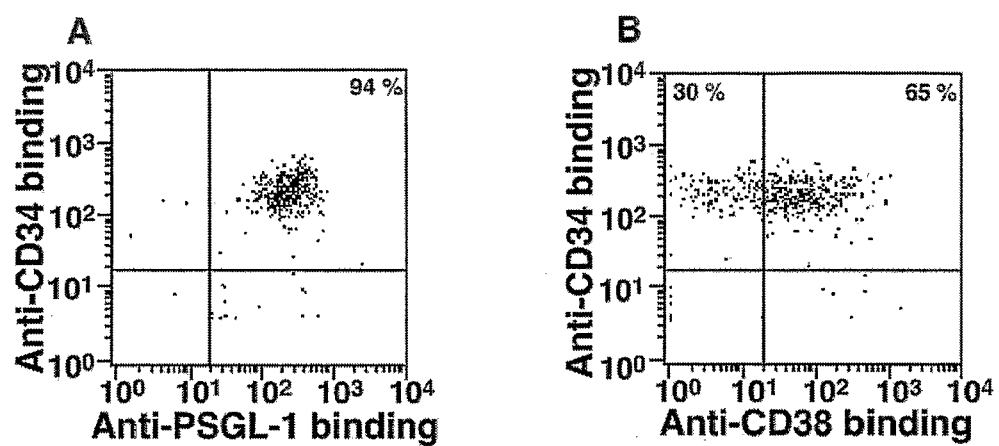 A
Anti-CD34 binding
10⁴
10³
10²
10¹
10⁰
94 %
10⁰ 10¹ 10² 10³ 10⁴
Anti-PSGL-1 binding
B
Anti-CD34 binding
10⁴
10³
10²
10¹
10⁰
30 % 65 %
10⁰ 10¹ 10² 10³ 10⁴
Anti-CD38 binding